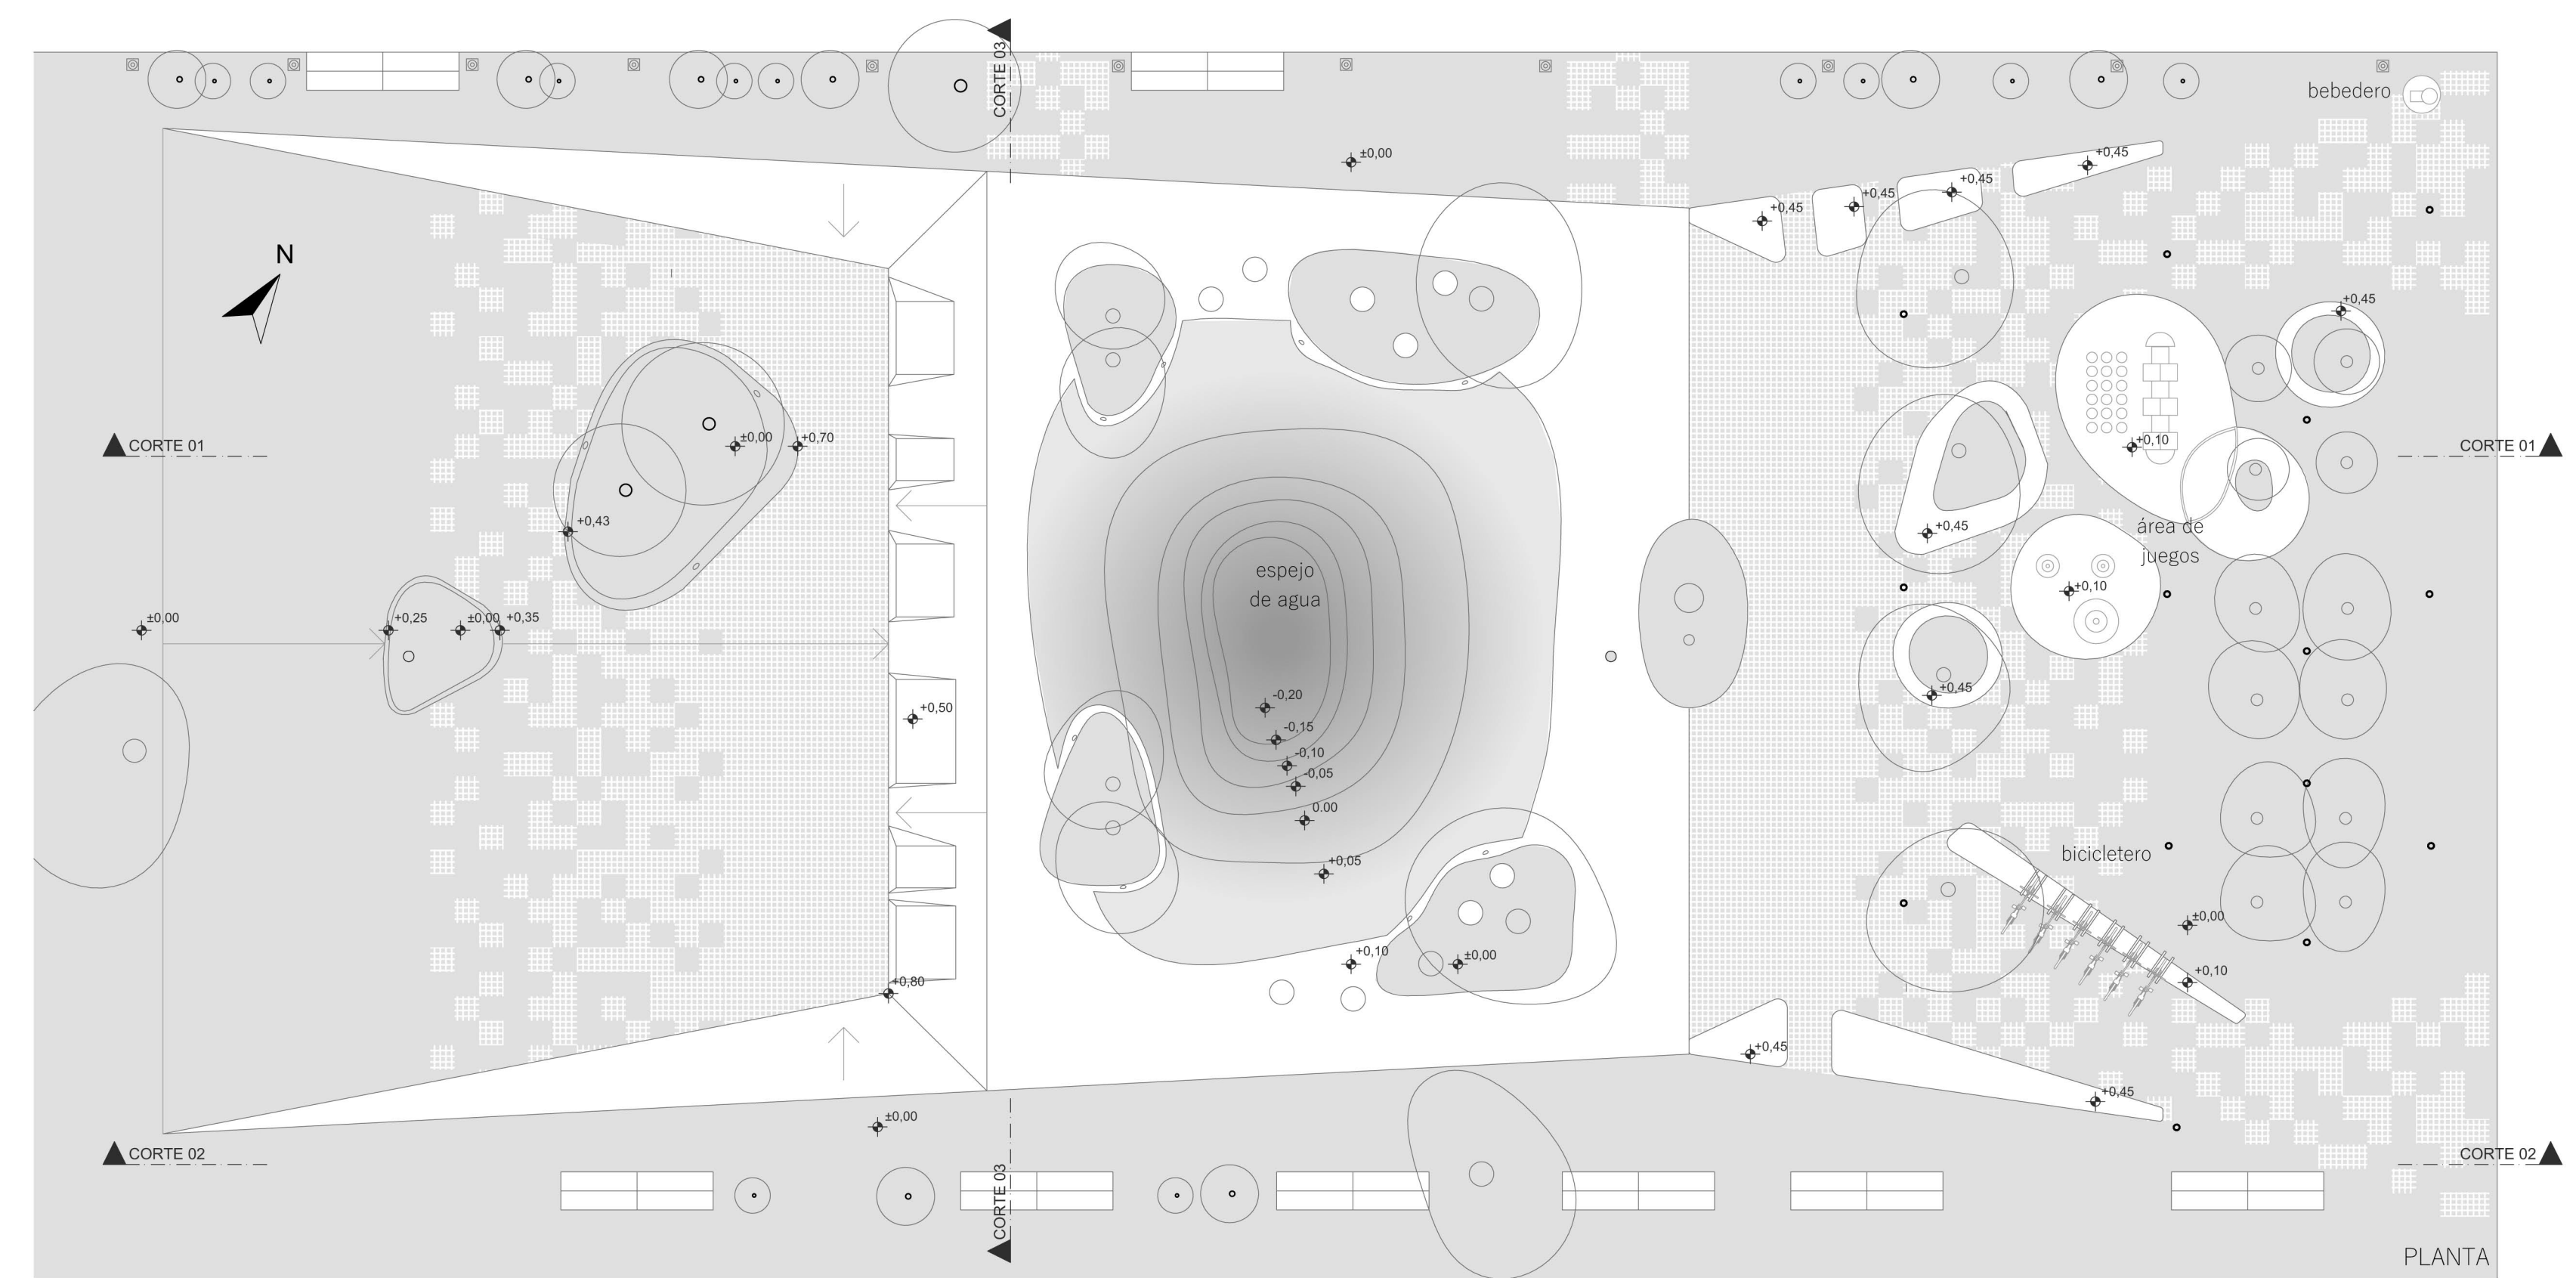 CORTE 03
bebedero
±0,00
+0,45
+0,45
+0,45
+0,45
N
+0,45
CORTE 01
±0,00
+0,70
+0,10
CORTE 01
+0,43
+0,45
área de
juegos
espejo
de agua
+0,10
±0,00
+0,25
±0,00
+0,35
+0,45
-0,20
+0,50
-0,15
-0,10
-0,05
0.00
+0,05
bicicletero
±0,00
+0,10
±0,00
+0,10
+0,80
+0,45
+0,45
±0,00
CORTE 02
CORTE 02
CORTE 03
PLANTA